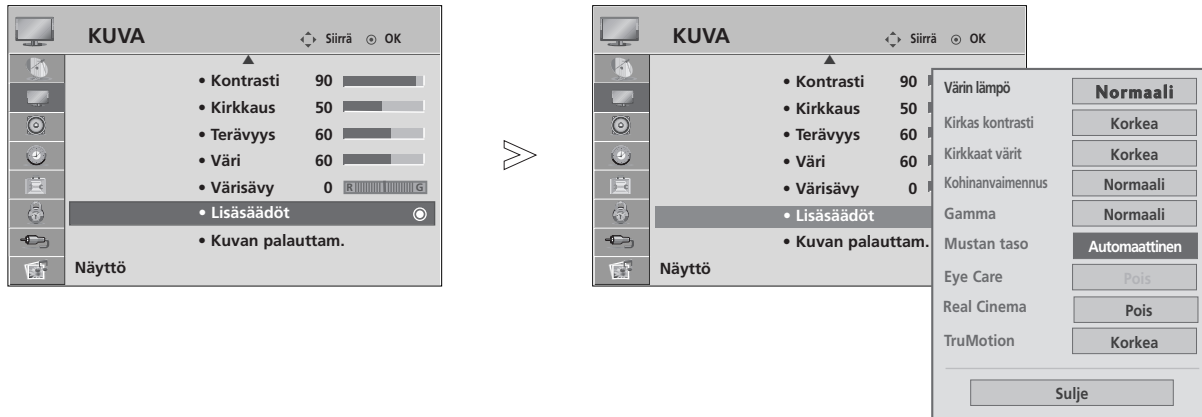 KUVA Siirrä OK
• Kontrasti 90
• Kirkkaus 50
• Terävyys 60
• Väri 60
• Värisävy 0 R G
• Lisäsäädöt
• Kuvan palauttam.
Näyttö
KUVA Siirrä OK
• Kontrasti 90
• Kirkkaus 50
• Terävyys 60
• Väri 60
• Värisävy 0
• Lisäsäädöt
• Kuvan palauttam.
Näyttö
Värin lämpö Normaali
Kirkas kontrasti Korkea
Kirkkaat värit Korkea
Kohinanvaimennus Normaali
Gamma Normaali
Mustan taso Automaattinen
Eye Care Pois
Real Cinema Pois
TruMotion Korkea
Sulje